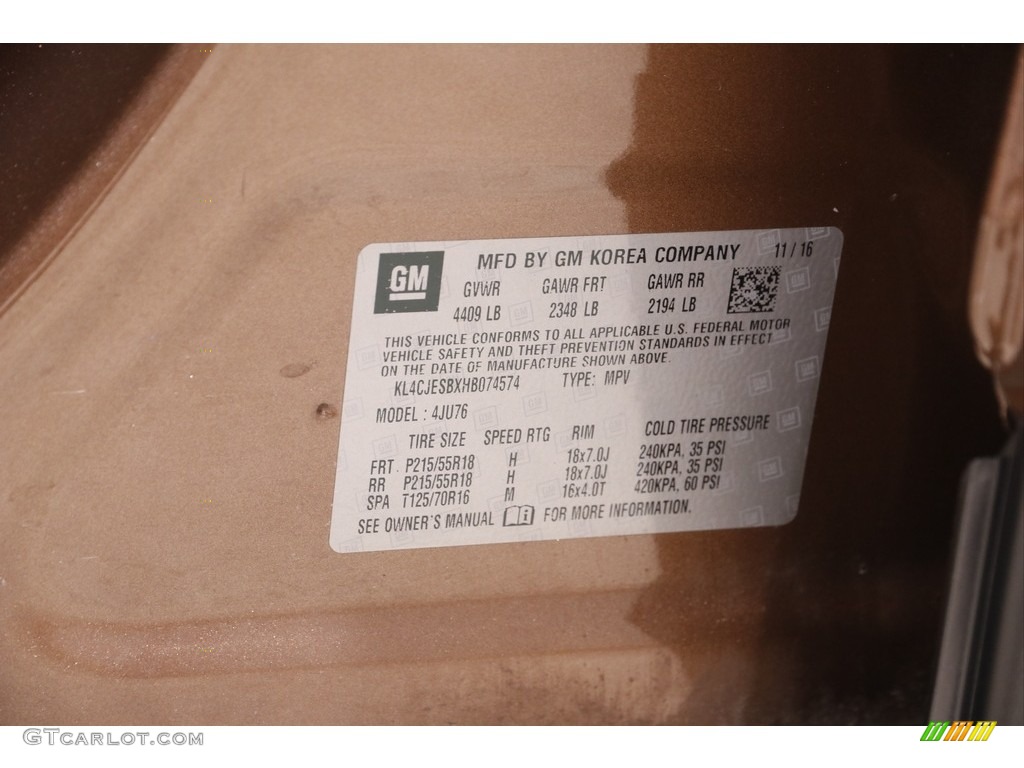 MFD BY GM KOREA COMPANY 11 / 16
GM
GVWR GAWR FRT GAWR RR
4409 LB 2348 LB 2194 LB
THIS VEHICLE CONFORMS TO ALL APPLICABLE U.S. FEDERAL MOTOR
VEHICLE SAFETY AND THEFT PREVENTION STANDARDS IN EFFECT
ON THE DATE OF MANUFACTURE SHOWN ABOVE.
KL4CJESBXHB074574 TYPE: MPV
MODEL : 4JU76
TIRE SIZE SPEED RTG RIM COLD TIRE PRESSURE
FRT. P215/55R18 H 18x7.0J 240KPA, 35 PSI
RR P215/55R18 H 18x7.0J 240KPA, 35 PSI
SPA T125/70R16 M 16x4.0T 420KPA, 60 PSI
SEE OWNER'S MANUAL FOR MORE INFORMATION.
GTcarlot.com